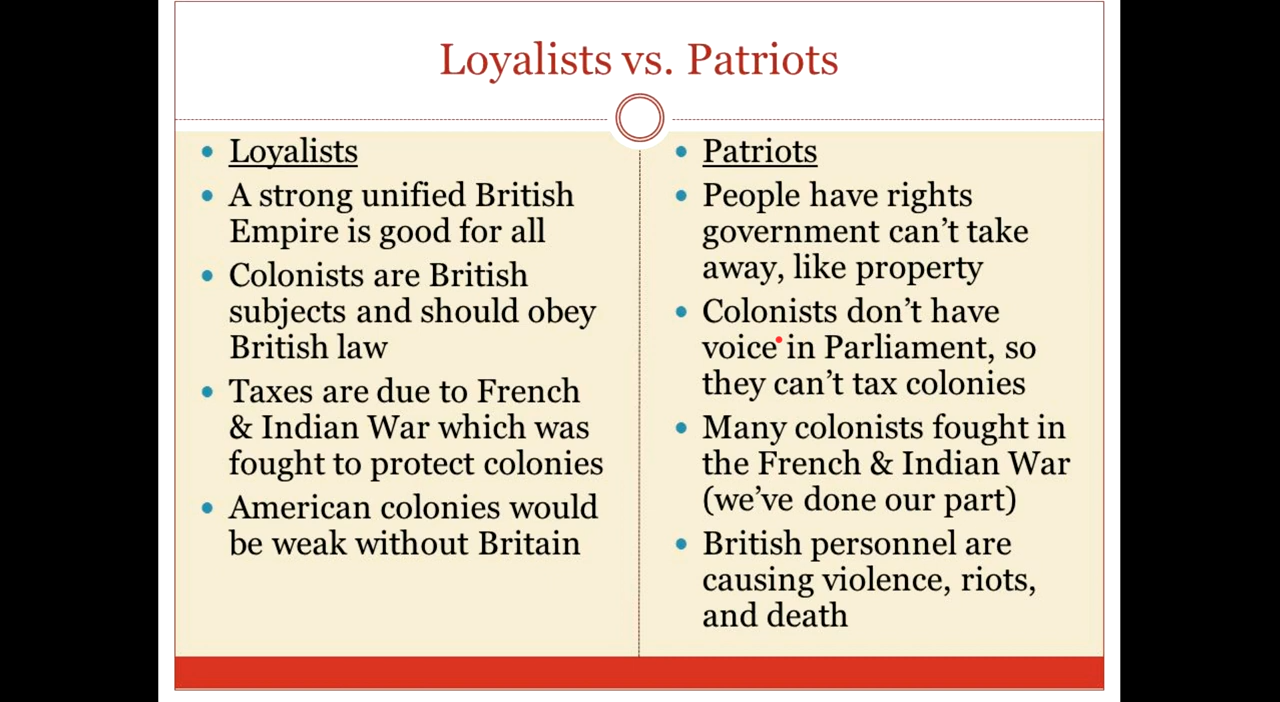 Loyalists vs. Patriots
Loyalists
A strong unified British
Empire is good for all
Colonists are British
subjects and should obey
British law
Taxes are due to French
& Indian War which was
fought to protect colonies
American colonies would
be weak without Britain
Patriots
People have rights
government can’t take
away, like property
Colonists don’t have
voice in Parliament, so
they can’t tax colonies
Many colonists fought in
the French & Indian War
(we’ve done our part)
British personnel are
causing violence, riots,
and death